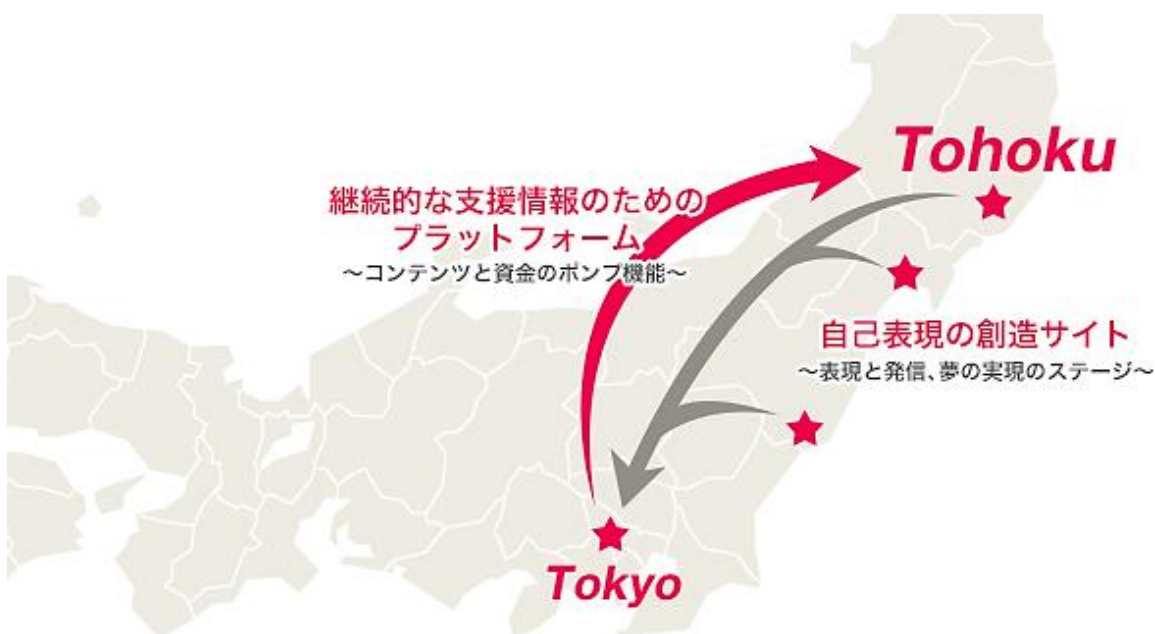 Tohoku
継続的な支援情報のための
プラットフォーム
〜コンテンツと資金のポンプ機能〜
自己表現の創造サイト
〜表現と発信、夢の実現のステージ〜
Tokyo